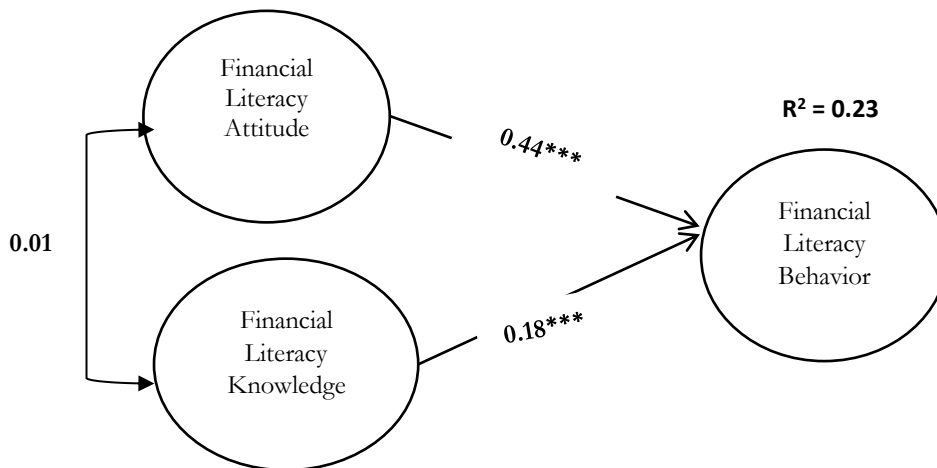 Financial
Literacy
Attitude
R² = 0.23
0.44***
0.01
Financial
Literacy
Behavior
Financial
Literacy
Knowledge
0.18***